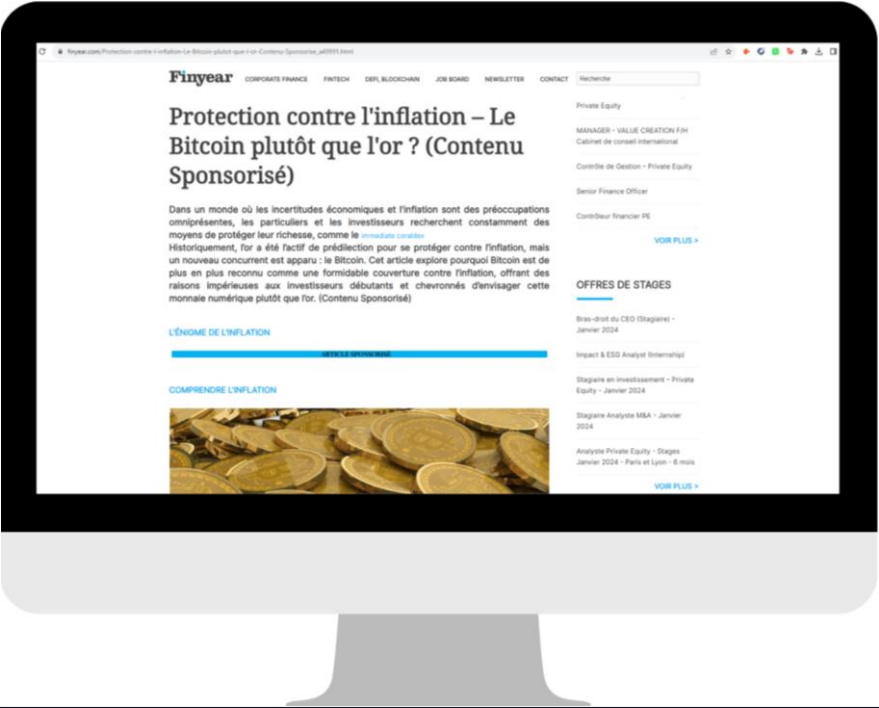 finyear.com/Protection-contre-l-inflation-Le-Bitcoin-plutot-que-l-or-Contenu-Sponsorise_a49991.html
Finyear
CORPORATE FINANCE
FINTECH
DEFI, BLOCKCHAIN
JOB BOARD
NEWSLETTER
CONTACT
Recherche
Protection contre l'inflation – Le
Bitcoin plutôt que l'or ? (Contenu
Sponsorisé)
Dans un monde où les incertitudes économiques et l'inflation sont des préoccupations
omniprésentes, les particuliers et les investisseurs recherchent constamment des
moyens de protéger leur richesse, comme le immediate coraldex
Historiquement, l'or a été l'actif de prédilection pour se protéger contre l'inflation, mais
un nouveau concurrent est apparu : le Bitcoin. Cet article explore pourquoi Bitcoin est de
plus en plus reconnu comme une formidable couverture contre l'inflation, offrant des
raisons impérieuses aux investisseurs débutants et chevronnés d'envisager cette
monnaie numérique plutôt que l'or. (Contenu Sponsorisé)
L'ÉNIGME DE L'INFLATION
ARTICLE SPONSORISÉ
COMPRENDRE L'INFLATION
Private Equity
MANAGER - VALUE CREATION F/H
Cabinet de conseil international
Contrôle de Gestion - Private Equity
Senior Finance Officer
Contrôleur financier PE
VOIR PLUS >
OFFRES DE STAGES
Bras-droit du CEO (Stagiaire) -
Janvier 2024
Impact & ESG Analyst (Internship)
Stagiaire en investissement - Private
Equity - Janvier 2024
Stagiaire Analyste M&A - Janvier
2024
Analyste Private Equity - Stages
Janvier 2024 - Paris et Lyon - 6 mois
VOIR PLUS >